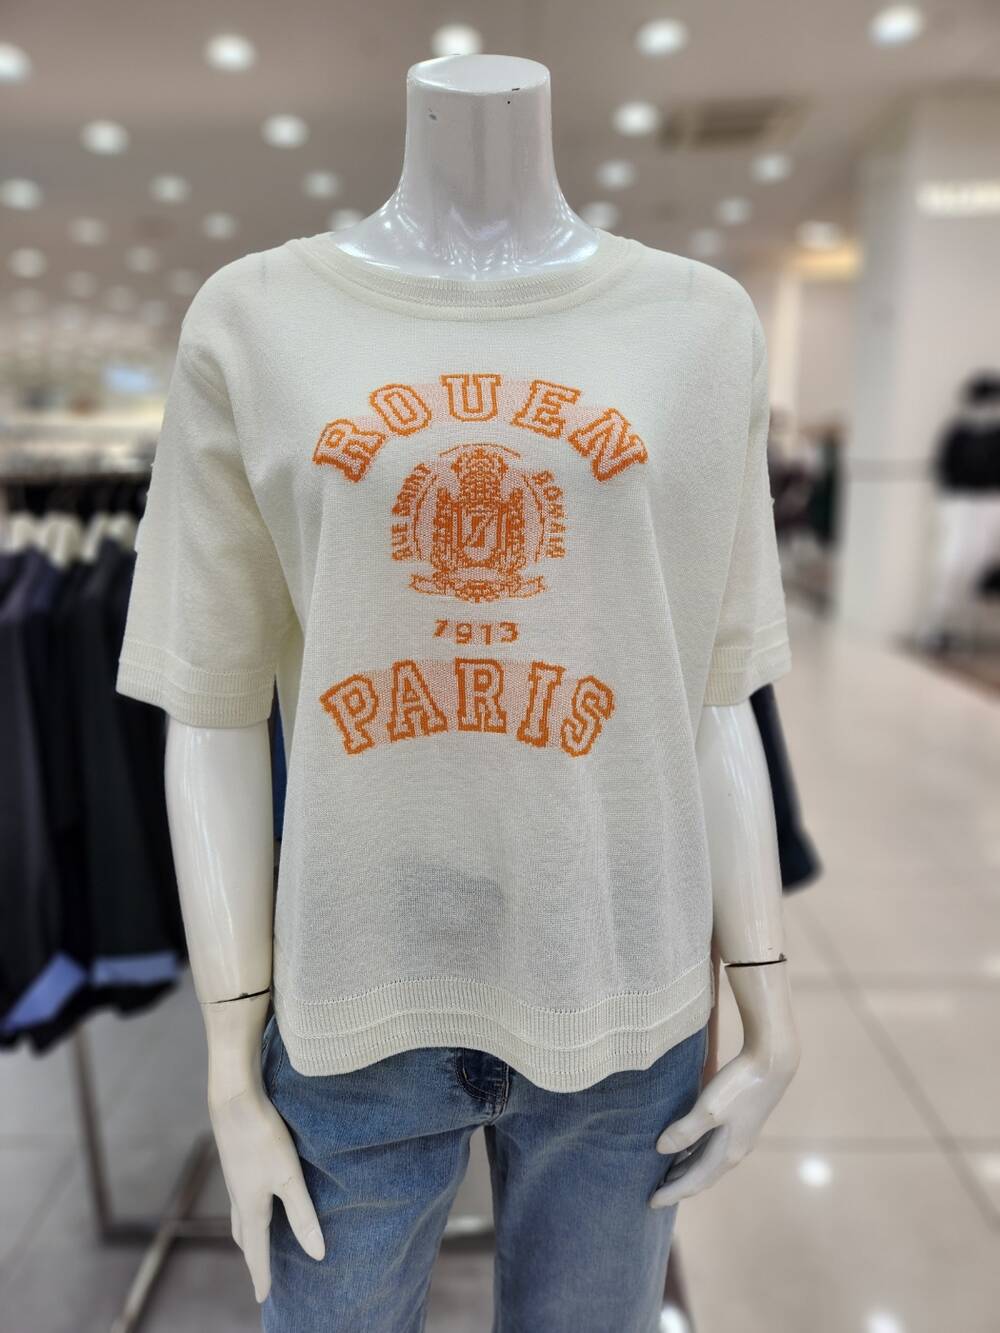 ROUEN
RUE SAINT ROMAIN
1913
PARIS